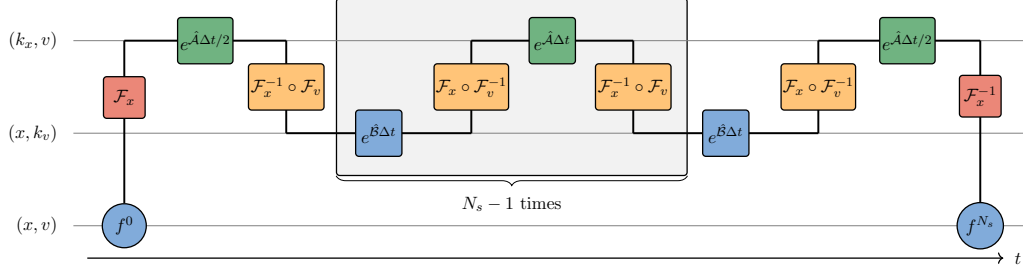 (k_x, v) e^{𝒜̂Δt/2} e^{𝒜̂Δt} e^{𝒜̂Δt/2}
ℱ_x ℱ_x^{-1} ∘ ℱ_v ℱ_x ∘ ℱ_v^{-1} ℱ_x^{-1} ∘ ℱ_v ℱ_x ∘ ℱ_v^{-1} ℱ_x^{-1}
(x, k_v) e^{ℬ̂Δt} e^{ℬ̂Δt}
N_s − 1 times
(x, v) f^0 f^{N_s}
t